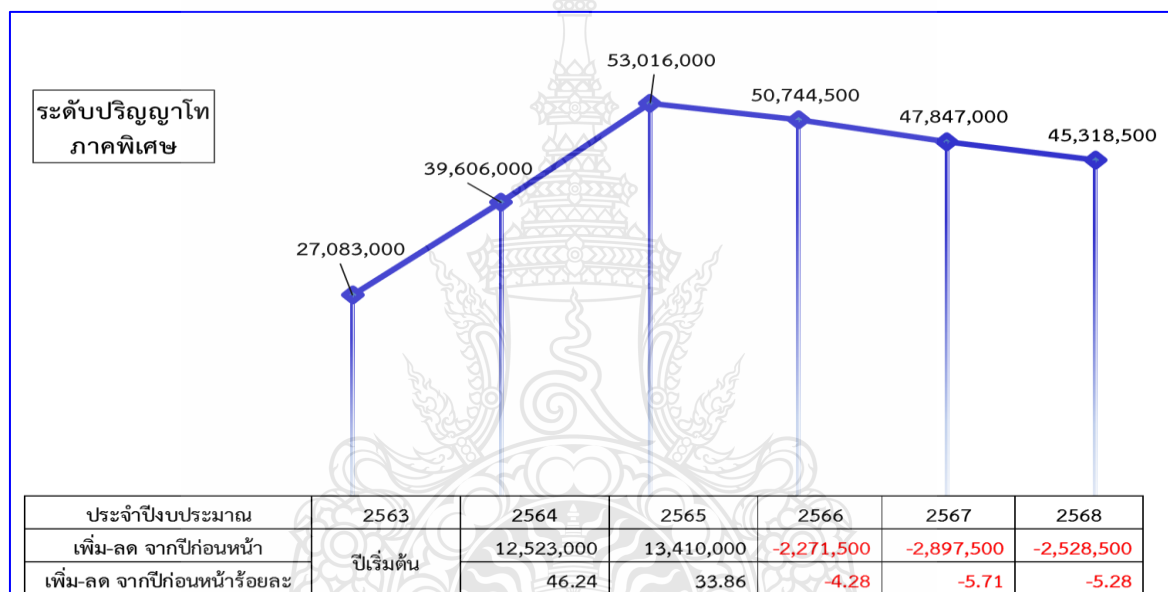 ระดับปริญญาโท
ภาคพิเศษ
53,016,000
50,744,500
47,847,000
45,318,500
39,606,000
27,083,000
ประจำปีงบประมาณ 2563 2564 2565 2566 2567 2568
เพิ่ม-ลด จากปีก่อนหน้า ปีเริ่มต้น 12,523,000 13,410,000 -2,271,500 -2,897,500 -2,528,500
เพิ่ม-ลด จากปีก่อนหน้าร้อยละ 46.24 33.86 -4.28 -5.71 -5.28